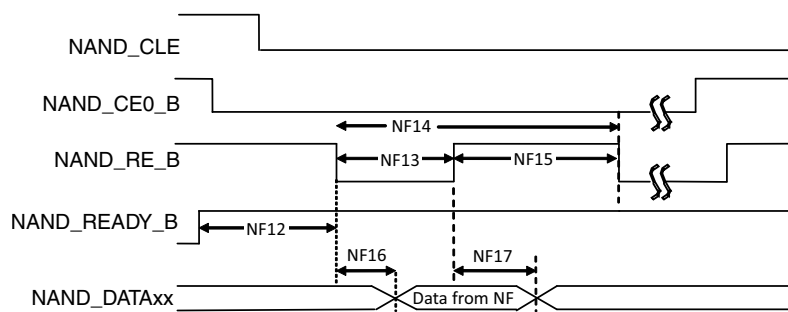 NAND_CLE
NAND_CE0_B
NF14
NAND_RE_B
NF13
NF15
NAND_READY_B
NF12
NF16
NF17
NAND_DATAxx
Data from NF